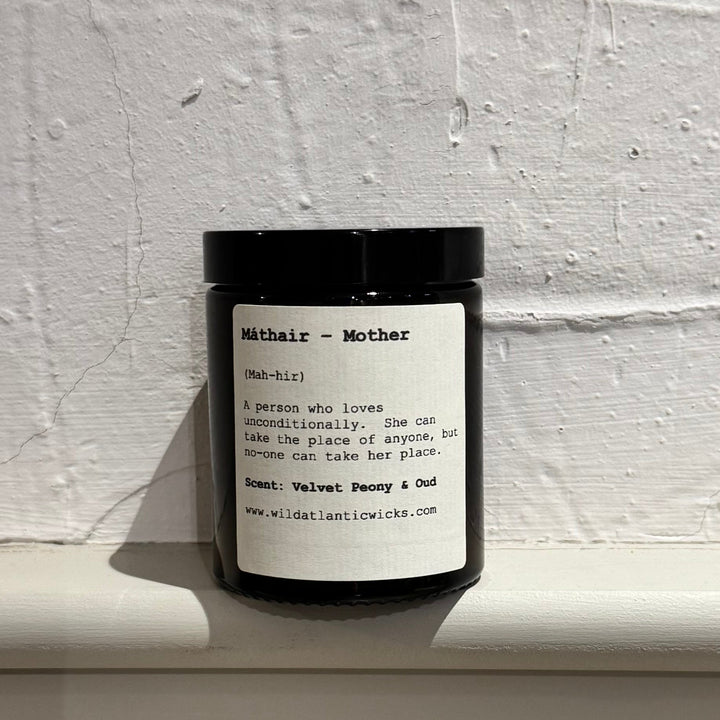 Máthair - Mother
(Mah-hir)
A person who loves
unconditionally. She can
take the place of anyone, but
no-one can take her place.
Scent: Velvet Peony & Oud
www.wildatlanticwicks.com